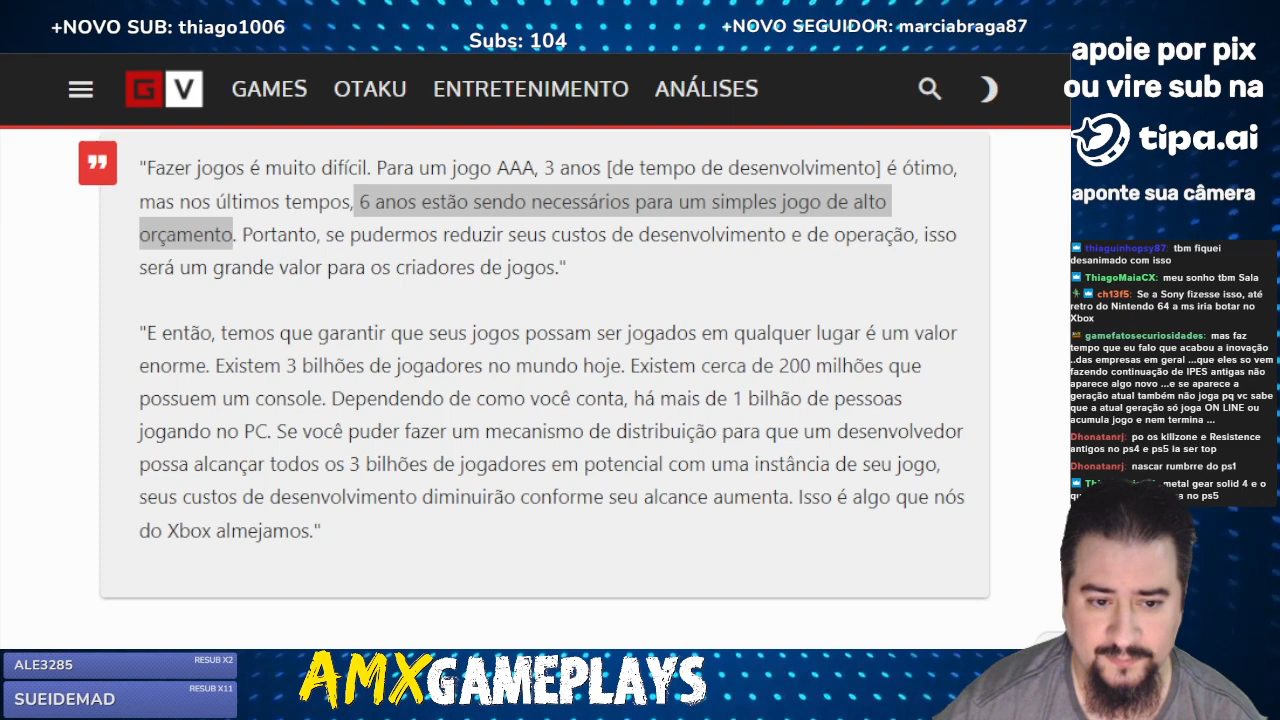 +NOVO SUB: thiago1006
Subs: 104
+NOVO SEGUIDOR: marciabraga87
G V
GAMES
OTAKU
ENTRETENIMENTO
ANÁLISES
"Fazer jogos é muito difícil. Para um jogo AAA, 3 anos [de tempo de desenvolvimento] é ótimo,
mas nos últimos tempos, 6 anos estão sendo necessários para um simples jogo de alto
orçamento. Portanto, se pudermos reduzir seus custos de desenvolvimento e de operação, isso
será um grande valor para os criadores de jogos."
"E então, temos que garantir que seus jogos possam ser jogados em qualquer lugar é um valor
enorme. Existem 3 bilhões de jogadores no mundo hoje. Existem cerca de 200 milhões que
possuem um console. Dependendo de como você conta, há mais de 1 bilhão de pessoas
jogando no PC. Se você puder fazer um mecanismo de distribuição para que um desenvolvedor
possa alcançar todos os 3 bilhões de jogadores em potencial com uma instância de seu jogo,
seus custos de desenvolvimento diminuirão conforme seu alcance aumenta. Isso é algo que nós
do Xbox almejamos."
apoie por pix
ou vire sub na
tipa.ai
aponte sua câmera
thiaguinhopsy87: tbm fiquei
desanimado com isso
ThiagoMaiaCX: meu sonho tbm Sala
ch13f5: Se a Sony fizesse isso, até
retro do Nintendo 64 a ms iria botar no
Xbox
gamefatosecuriosidades: mas faz
tempo que eu falo que acabou a inovação
..das empresas em geral ...que eles so vem
fazendo continuação de IPES antigas não
aparece algo novo ...e se aparece a
geração atual também não joga pq vc sabe
que a atual geração só joga ON LINE ou
acumula jogo e nem termina ...
Dhonatanrj: po os killzone e Resistence
antigos no ps4 e ps5 ia ser top
Dhonatanrj: nascar rumbrre do ps1
metal gear solid 4 e o
no ps5
ALE3285
RESUB X2
SUEIDEMAD
RESUB X11
AMXGAMEPLAYS